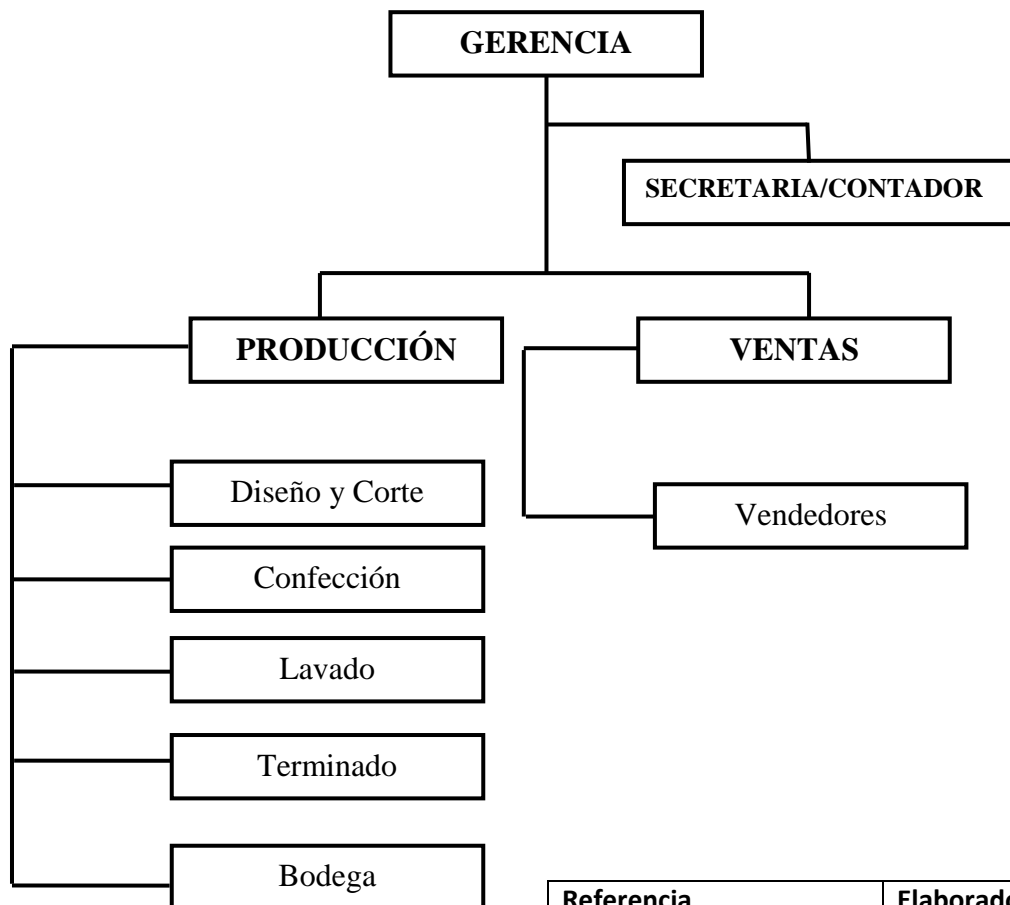 GERENCIA
SECRETARIA/CONTADOR
PRODUCCIÓN
VENTAS
Diseño y Corte
Vendedores
Confección
Lavado
Terminado
Bodega
Referencia